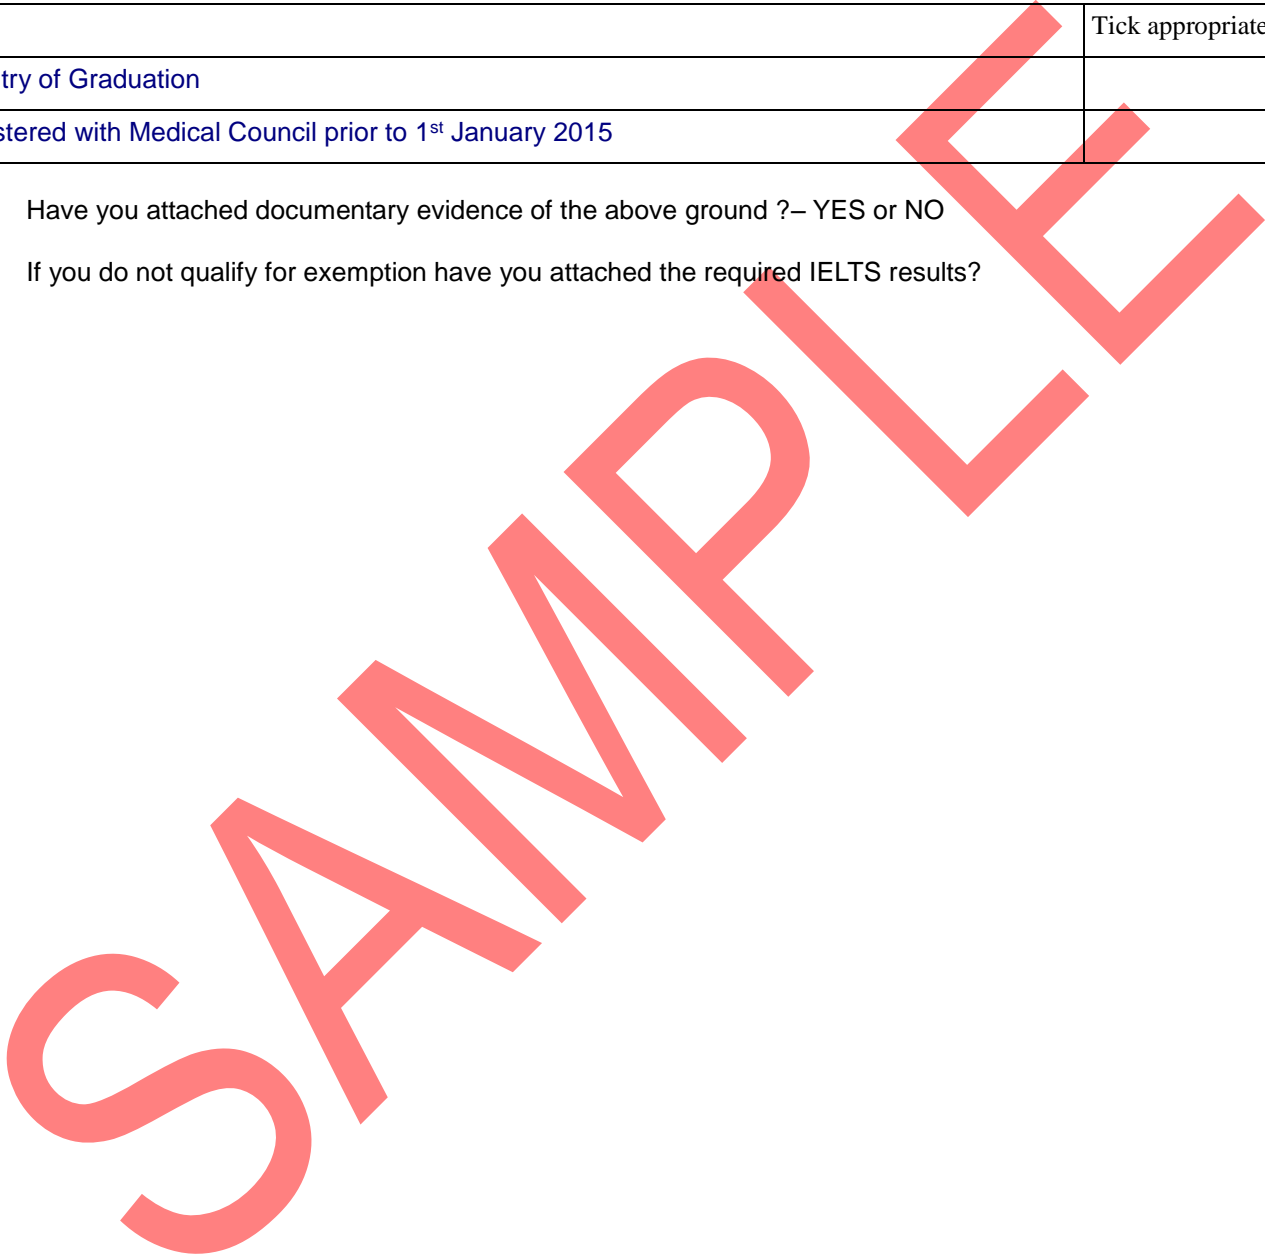 Tick appropriate
try of Graduation
stered with Medical Council prior to 1st January 2015
Have you attached documentary evidence of the above ground ?– YES or NO
If you do not qualify for exemption have you attached the required IELTS results?
SAMPLE